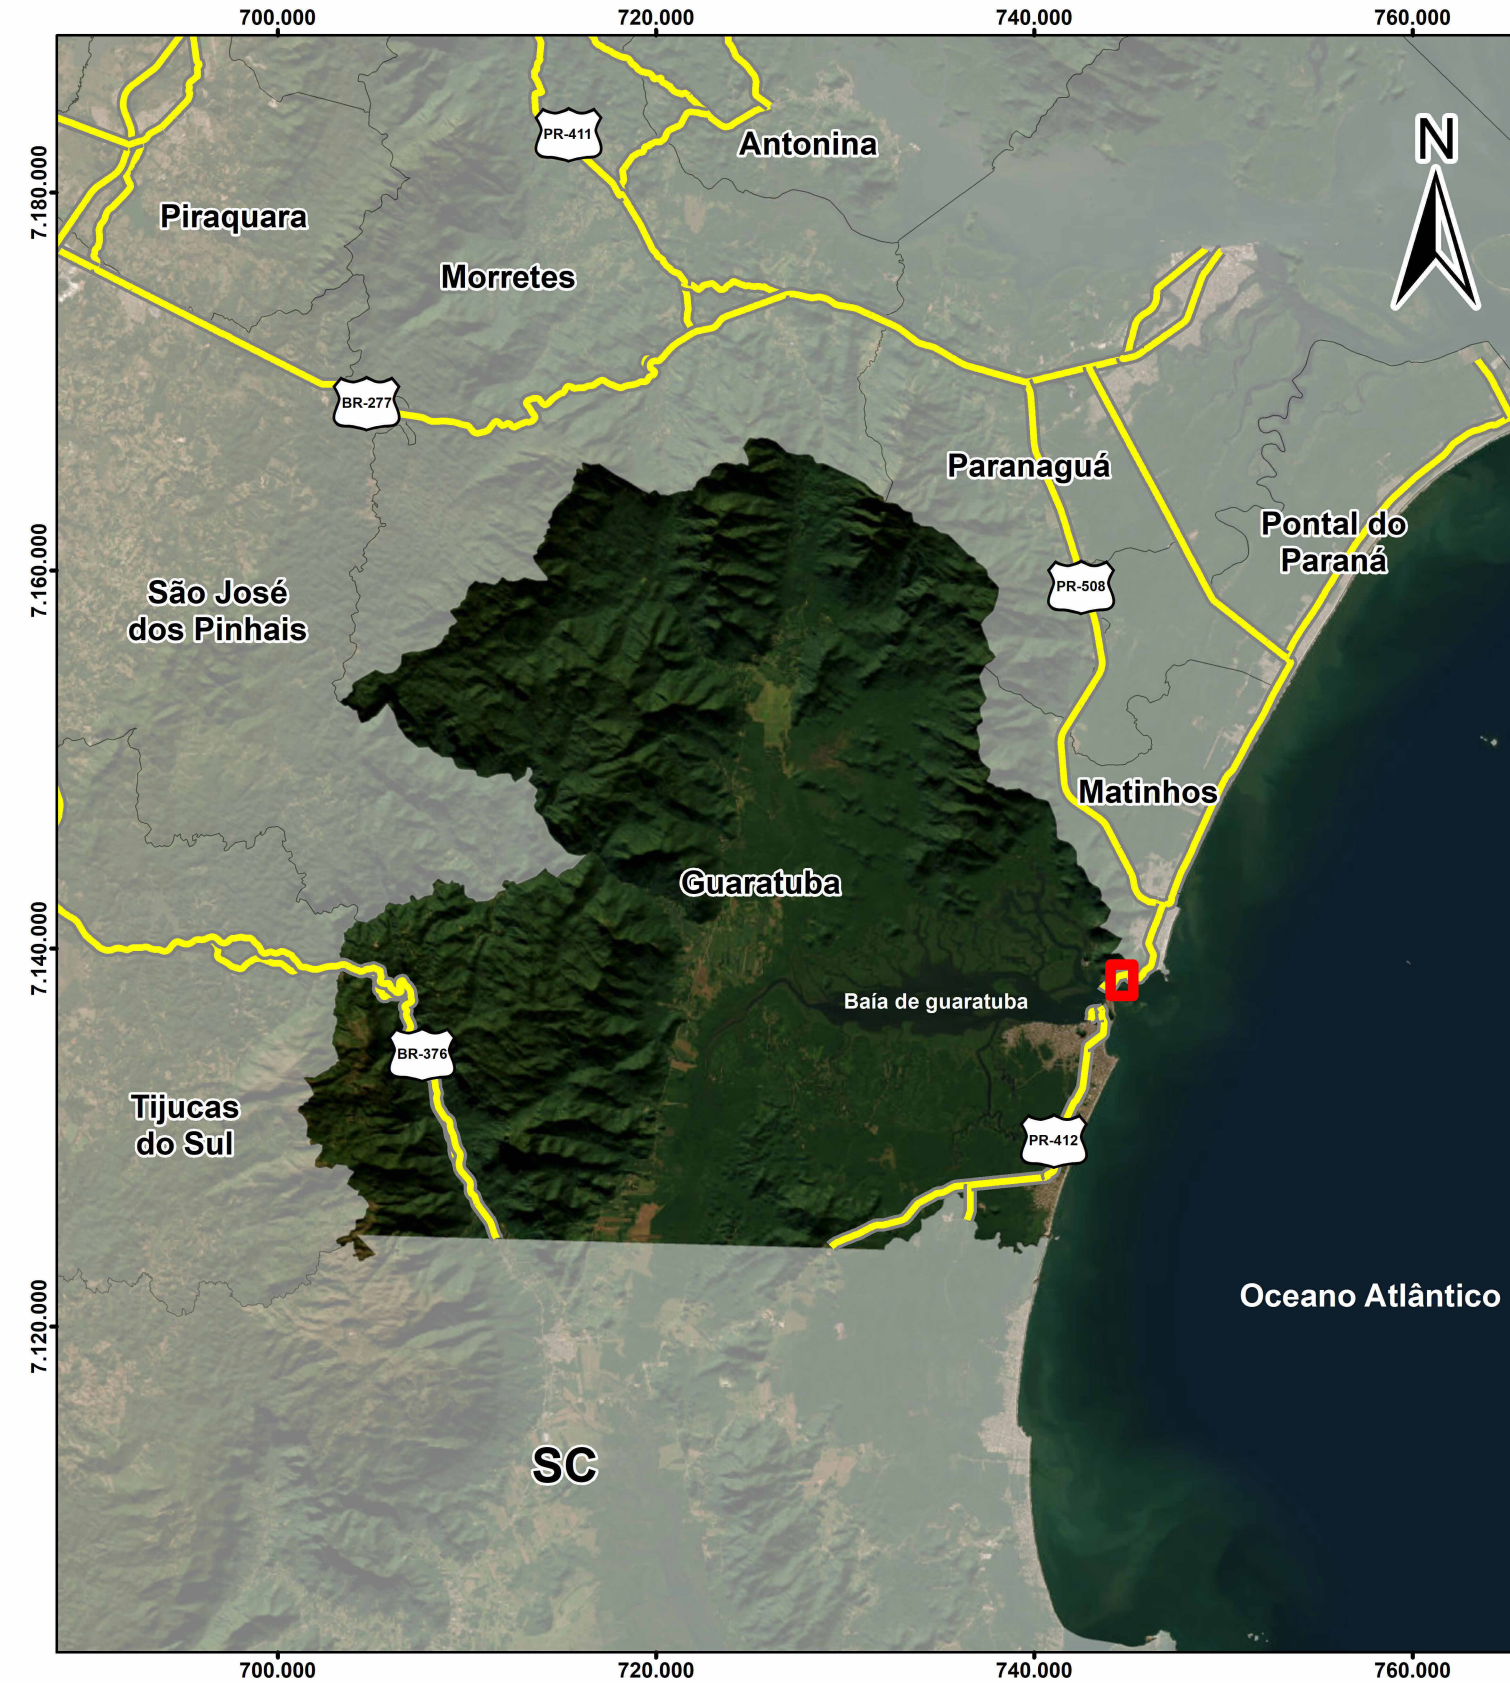 700.000
720.000
740.000
760.000
PR-411
Antonina
N
7.180.000
Piraquara
Morretes
BR-277
Paranaguá
Pontal do
Paraná
7.160.000
PR-508
São José
dos Pinhais
Matinhos
Guaratuba
7.140.000
Baía de guaratuba
BR-376
Tijucas
do Sul
PR-412
Oceano Atlântico
7.120.000
SC
700.000
720.000
740.000
760.000